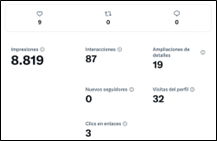 9 0 0
Impresiones Interacciones Ampliaciones de detalles
8.819 87 19
Nuevos seguidores Visitas del perfil
0 32
Clics en enlaces
3